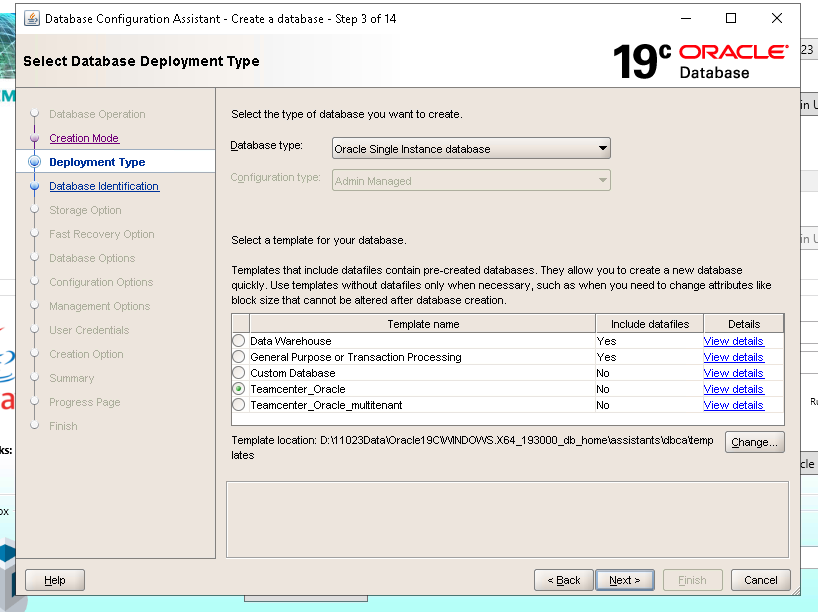 Database Configuration Assistant - Create a database - Step 3 of 14
Select Database Deployment Type
19c ORACLE
Database
Database Operation
Creation Mode
Deployment Type
Database Identification
Storage Option
Fast Recovery Option
Database Options
Configuration Options
Management Options
User Credentials
Creation Option
Summary
Progress Page
Finish
Select the type of database you want to create.
Database type: Oracle Single Instance database
Configuration type: Admin Managed
Select a template for your database.
Templates that include datafiles contain pre-created databases. They allow you to create a new database
quickly. Use templates without datafiles only when necessary, such as when you need to change attributes like
block size that cannot be altered after database creation.
Template name Include datafiles Details
Data Warehouse Yes View details
General Purpose or Transaction Processing Yes View details
Custom Database No View details
Teamcenter_Oracle No View details
Teamcenter_Oracle_multitenant No View details
Template location: D:\11023Data\Oracle19C\WINDOWS.X64_193000_db_home\assistants\dbca\temp
lates
Change...
Help < Back Next > Finish Cancel
23
in U
in U
cle
ks:
ox